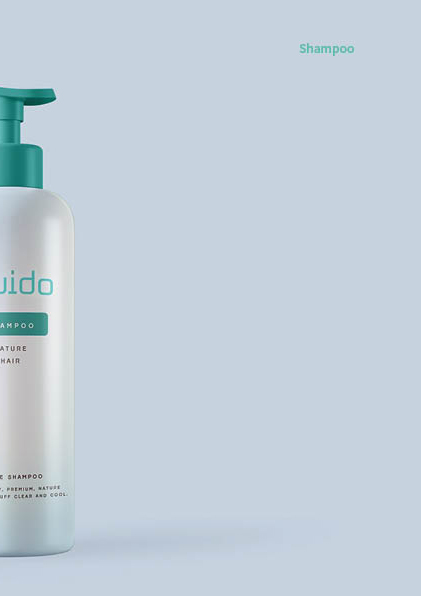 Shampoo
uido
AMPOO
ATURE
HAIR
E SHAMPOO
, PREMIUM, NATURE
UFF CLEAR AND COOL.